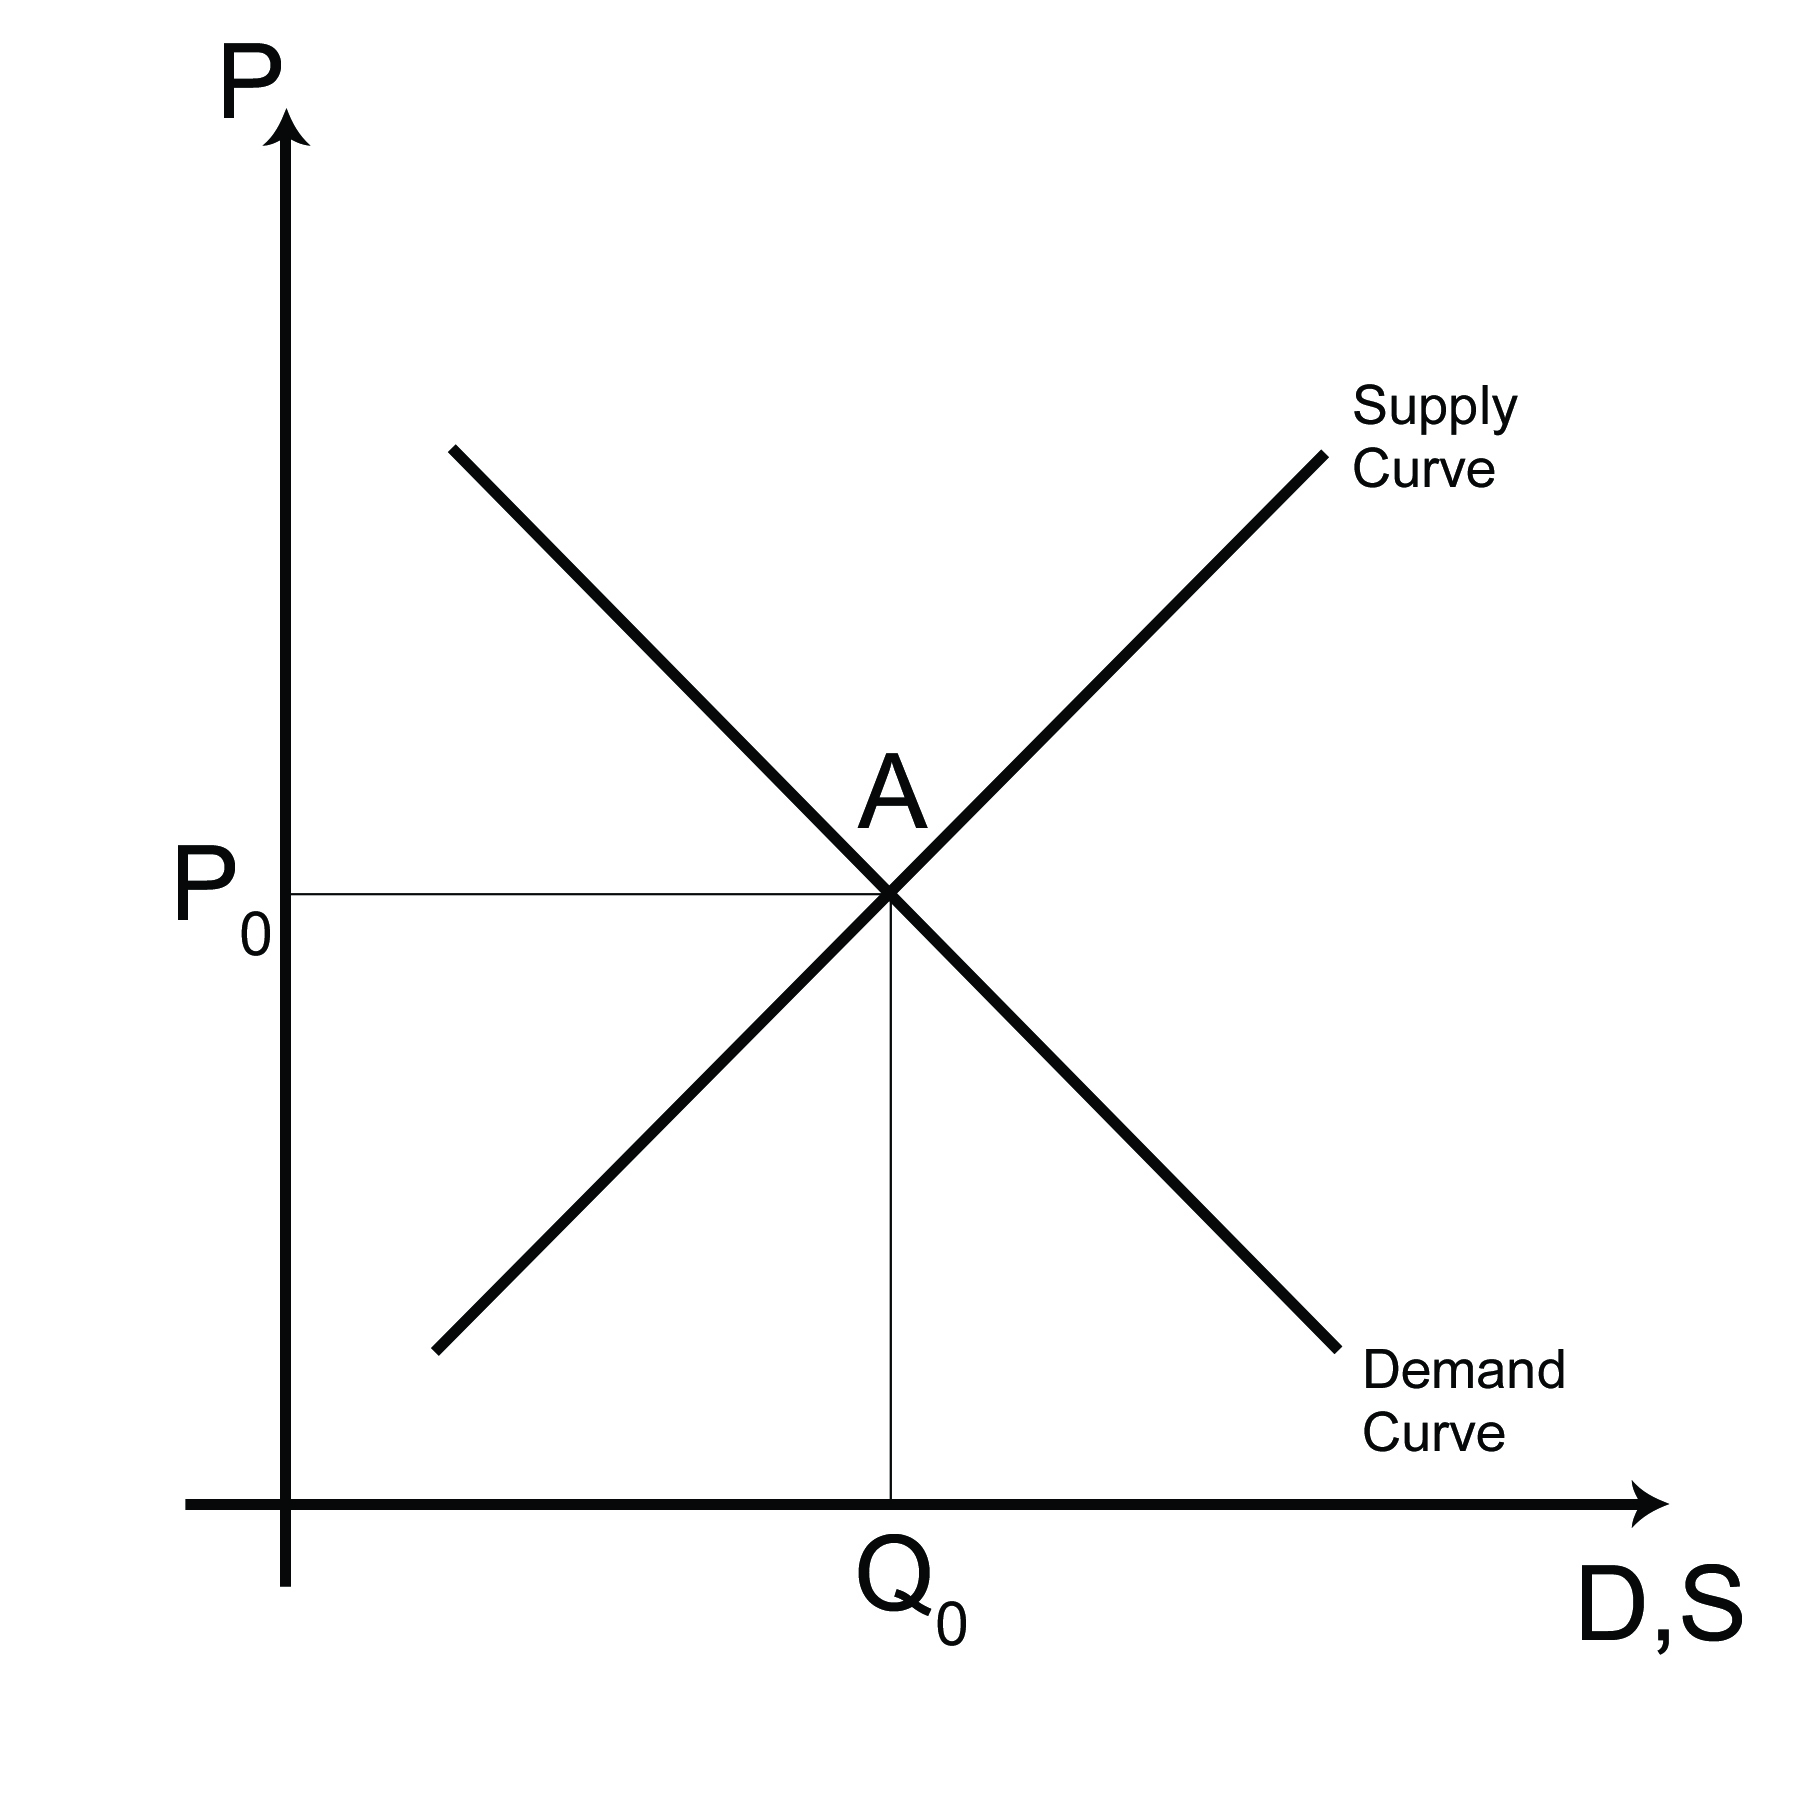 P
Supply
Curve
A
P0
Demand
Curve
Q0
D,S